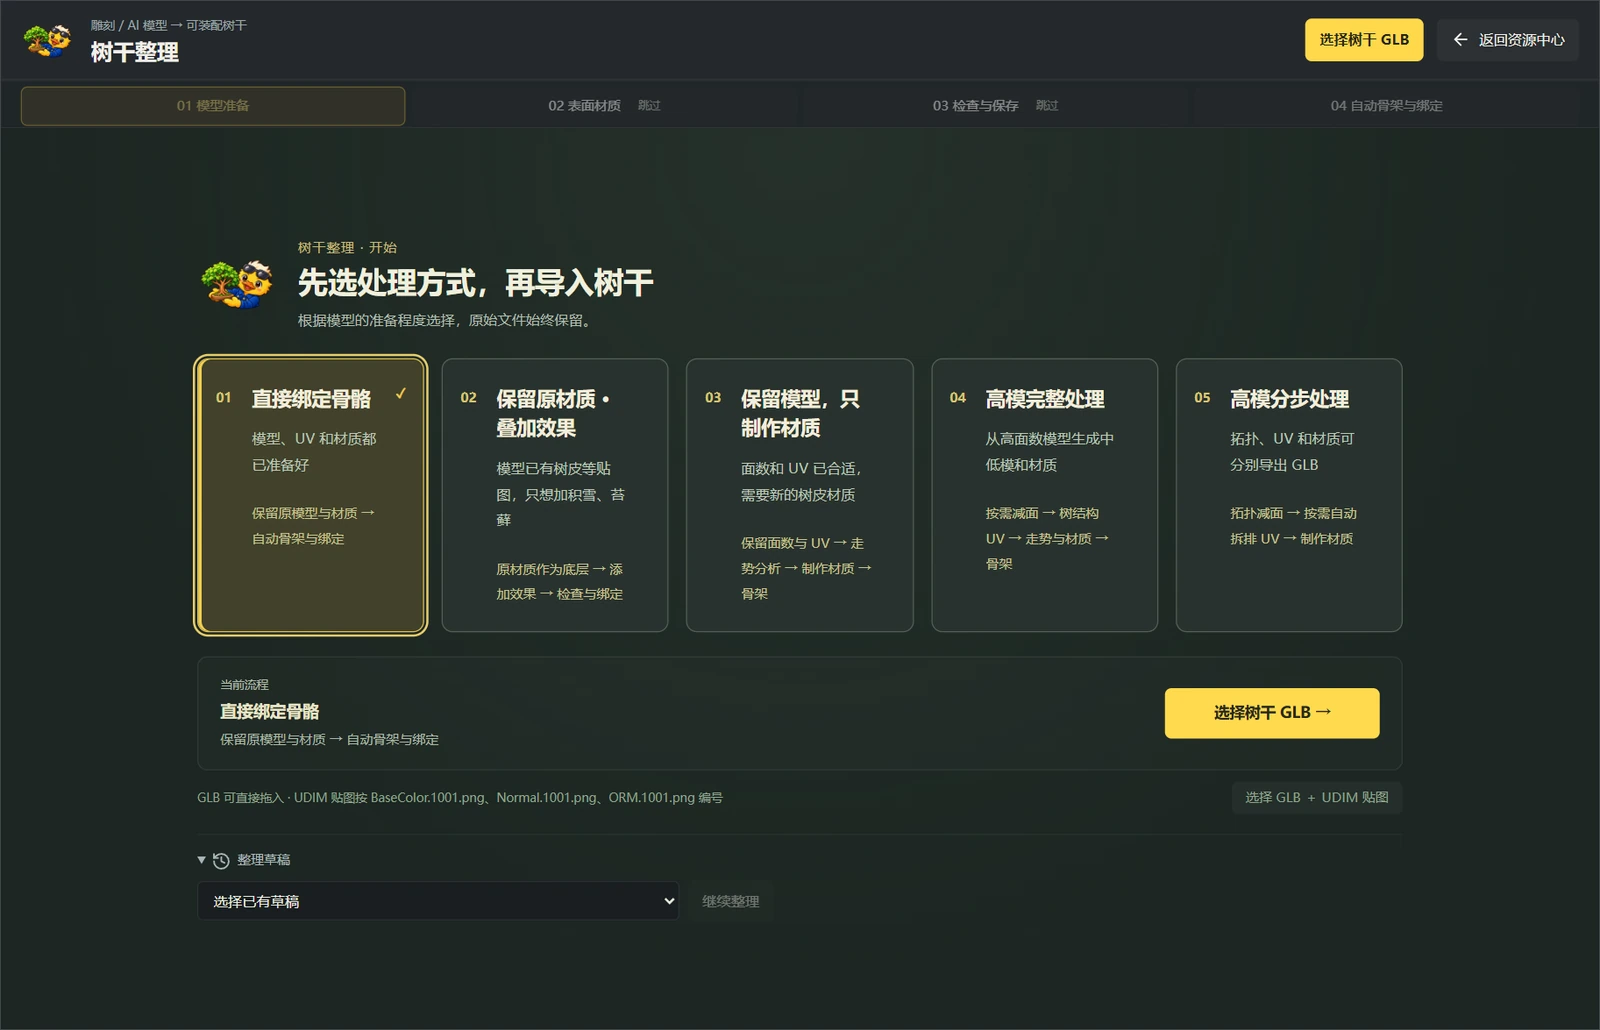 雕刻 / AI 模型 → 可装配树干
树干整理
选择树干 GLB
← 返回资源中心
01 模型准备
02 表面材质 跳过
03 检查与保存 跳过
04 自动骨架与绑定
树干整理 · 开始
先选处理方式，再导入树干
根据模型的准备程度选择，原始文件始终保留。
01 直接绑定骨骼 ✓
模型、UV 和材质都
已准备好
保留原模型与材质 →
自动骨架与绑定
02 保留原材质 •
叠加效果
模型已有树皮等贴
图，只想加积雪、苔
藓
原材质作为底层 → 添
加效果 → 检查与绑定
03 保留模型，只
制作材质
面数和 UV 已合适，
需要新的树皮材质
保留面数与 UV → 走
势分析 → 制作材质 →
骨架
04 高模完整处理
从高面数模型生成中
低模和材质
按需减面 → 树结构
UV → 走势与材质 →
骨架
05 高模分步处理
拓扑、UV 和材质可
分别导出 GLB
拓扑减面 → 按需自动
拆排 UV → 制作材质
当前流程
直接绑定骨骼
保留原模型与材质 → 自动骨架与绑定
选择树干 GLB →
GLB 可直接拖入 · UDIM 贴图按 BaseColor.1001.png、Normal.1001.png、ORM.1001.png 编号
选择 GLB + UDIM 贴图
▼ 整理草稿
选择已有草稿
继续整理